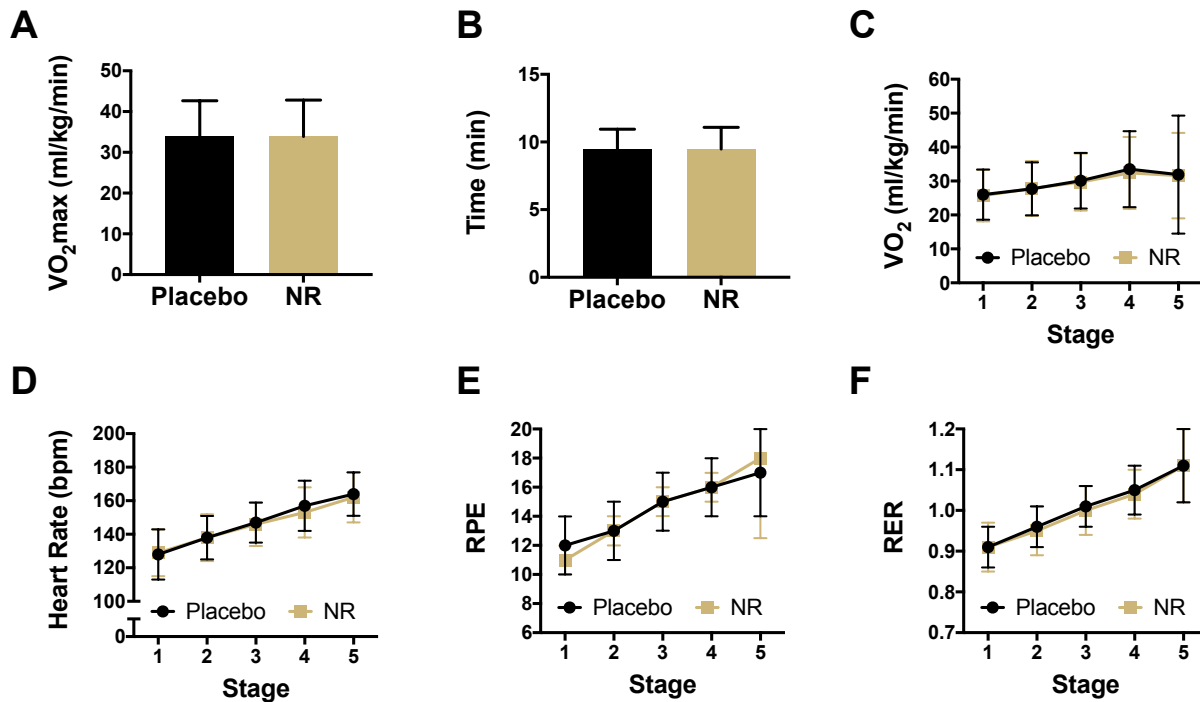 A
VO2max (ml/kg/min)
50
40
30
20
10
0
Placebo NR
B
Time (min)
15
10
5
0
Placebo NR
C
VO2 (ml/kg/min)
60
50
40
30
20
10
0
Placebo NR
1 2 3 4 5
Stage
D
Heart Rate (bpm)
200
180
160
140
120
100
0
Placebo NR
1 2 3 4 5
Stage
E
RPE
20
18
16
14
12
10
8
6
Placebo NR
1 2 3 4 5
Stage
F
RER
1.2
1.1
1.0
0.9
0.8
0.7
Placebo NR
1 2 3 4 5
Stage